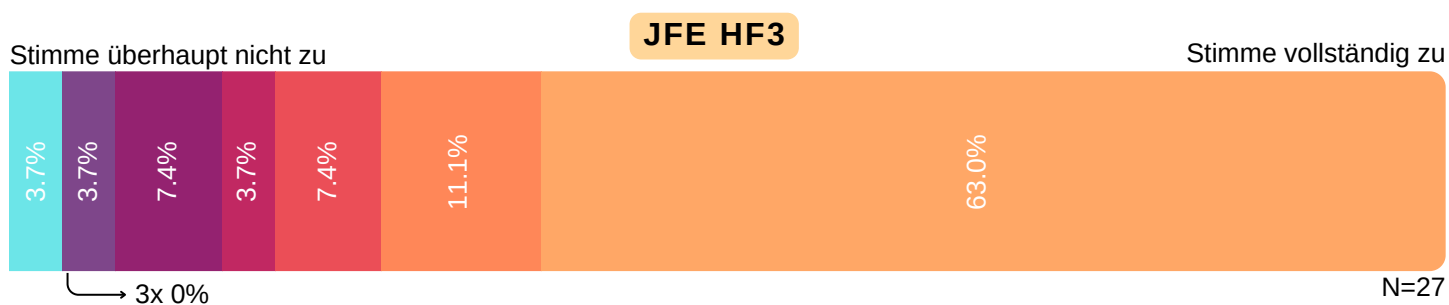 JFE HF3
Stimme überhaupt nicht zu
Stimme vollständig zu
3.7%
3.7%
7.4%
3.7%
7.4%
11.1%
63.0%
3x 0%
N=27